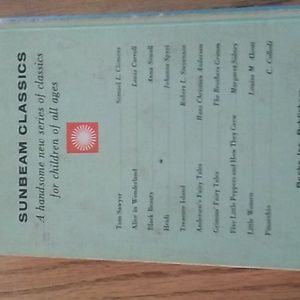 SUNBEAM CLASSICS
A handsome new series of classics
for children of all ages
Tom Sawyer Samuel L. Clemens
Alice in Wonderland Lewis Carroll
Black Beauty Anna Sewell
Heidi Johanna Spyri
Treasure Island Robert L. Stevenson
Andersen's Fairy Tales Hans Christian Andersen
Grimms' Fairy Tales The Brothers Grimm
Five Little Peppers and How They Grew Margaret Sidney
Little Women Louisa M. Alcott
Pinocchio C. Collodi